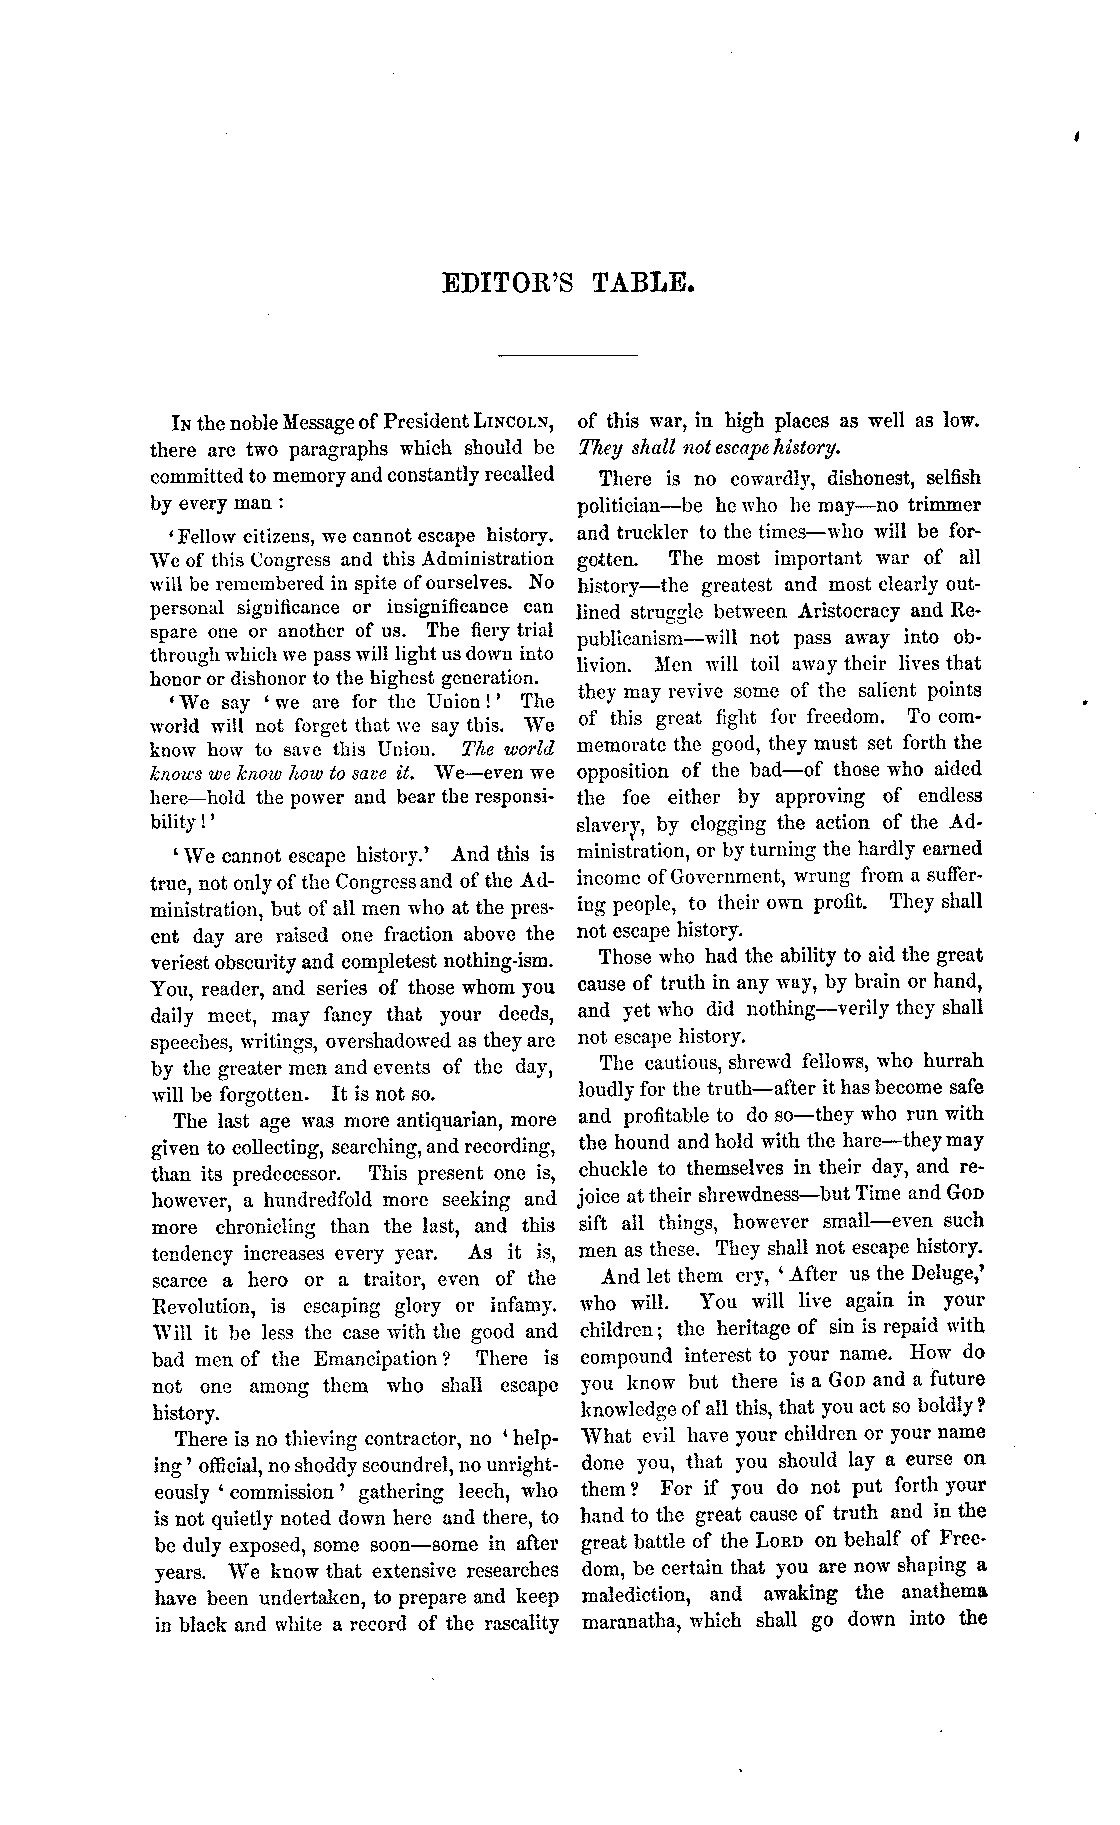 EDITOR'S TABLE.
IN the noble Message of President LINCOLN,
there are two paragraphs which should be
committed to memory and constantly recalled
by every man :
‘Fellow citizens, we cannot escape history.
We of this Congress and this Administration
will be remembered in spite of ourselves. No
personal significance or insignificance can
spare one or another of us. The fiery trial
through which we pass will light us down into
honor or dishonor to the highest generation.
‘We say ‘we are for the Union!’ The
world will not forget that we say this. We
know how to save this Union. The world
knows we know how to save it. We—even we
here—hold the power and bear the responsi-
bility!’
‘We cannot escape history.’ And this is
true, not only of the Congress and of the Ad-
ministration, but of all men who at the pres-
ent day are raised one fraction above the
veriest obscurity and completest nothing-ism.
You, reader, and series of those whom you
daily meet, may fancy that your deeds,
speeches, writings, overshadowed as they are
by the greater men and events of the day,
will be forgotten. It is not so.
The last age was more antiquarian, more
given to collecting, searching, and recording,
than its predecessor. This present one is,
however, a hundredfold more seeking and
more chronicling than the last, and this
tendency increases every year. As it is,
scarce a hero or a traitor, even of the
Revolution, is escaping glory or infamy.
Will it be less the case with the good and
bad men of the Emancipation? There is
not one among them who shall escape
history.
There is no thieving contractor, no ‘help-
ing’ official, no shoddy scoundrel, no unright-
eously ‘commission’ gathering leech, who
is not quietly noted down here and there, to
be duly exposed, some soon—some in after
years. We know that extensive researches
have been undertaken, to prepare and keep
in black and white a record of the rascality
of this war, in high places as well as low.
They shall not escape history.
There is no cowardly, dishonest, selfish
politician—be he who he may—no trimmer
and truckler to the times—who will be for-
gotten. The most important war of all
history—the greatest and most clearly out-
lined struggle between Aristocracy and Re-
publicanism—will not pass away into ob-
livion. Men will toil away their lives that
they may revive some of the salient points
of this great fight for freedom. To com-
memorate the good, they must set forth the
opposition of the bad—of those who aided
the foe either by approving of endless
slavery, by clogging the action of the Ad-
ministration, or by turning the hardly earned
income of Government, wrung from a suffer-
ing people, to their own profit. They shall
not escape history.
Those who had the ability to aid the great
cause of truth in any way, by brain or hand,
and yet who did nothing—verily they shall
not escape history.
The cautious, shrewd fellows, who hurrah
loudly for the truth—after it has become safe
and profitable to do so—they who run with
the hound and hold with the hare—they may
chuckle to themselves in their day, and re-
joice at their shrewdness—but Time and GOD
sift all things, however small—even such
men as these. They shall not escape history.
And let them cry, ‘After us the Deluge,’
who will. You will live again in your
children; the heritage of sin is repaid with
compound interest to your name. How do
you know but there is a GOD and a future
knowledge of all this, that you act so boldly?
What evil have your children or your name
done you, that you should lay a curse on
them? For if you do not put forth your
hand to the great cause of truth and in the
great battle of the LORD on behalf of Free-
dom, be certain that you are now shaping a
malediction, and awaking the anathema
maranatha, which shall go down into the